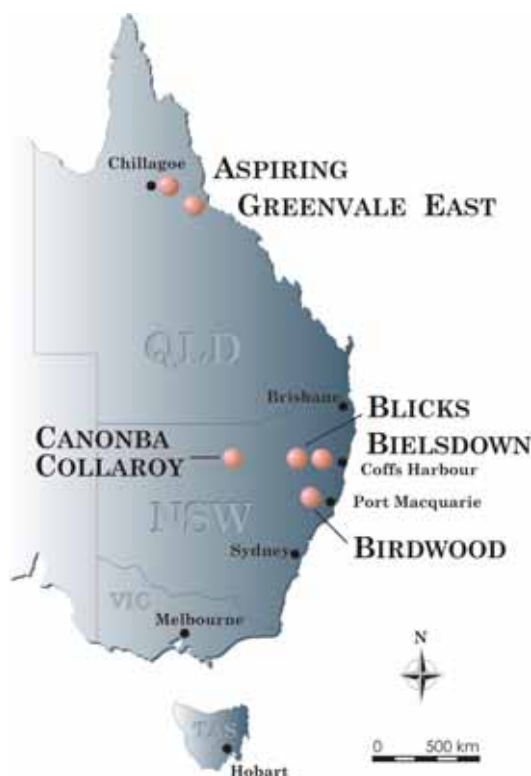 Chillagoe
ASPIRING
GREENVALE EAST
QLD
Brisbane
BLICKS
BIELSDOWN
Coffs Harbour
CANONBA
COLLAROY
NSW
Port Macquarie
Sydney
BIRDWOOD
VIC
Melbourne
N
TAS
Hobart
0 500 km